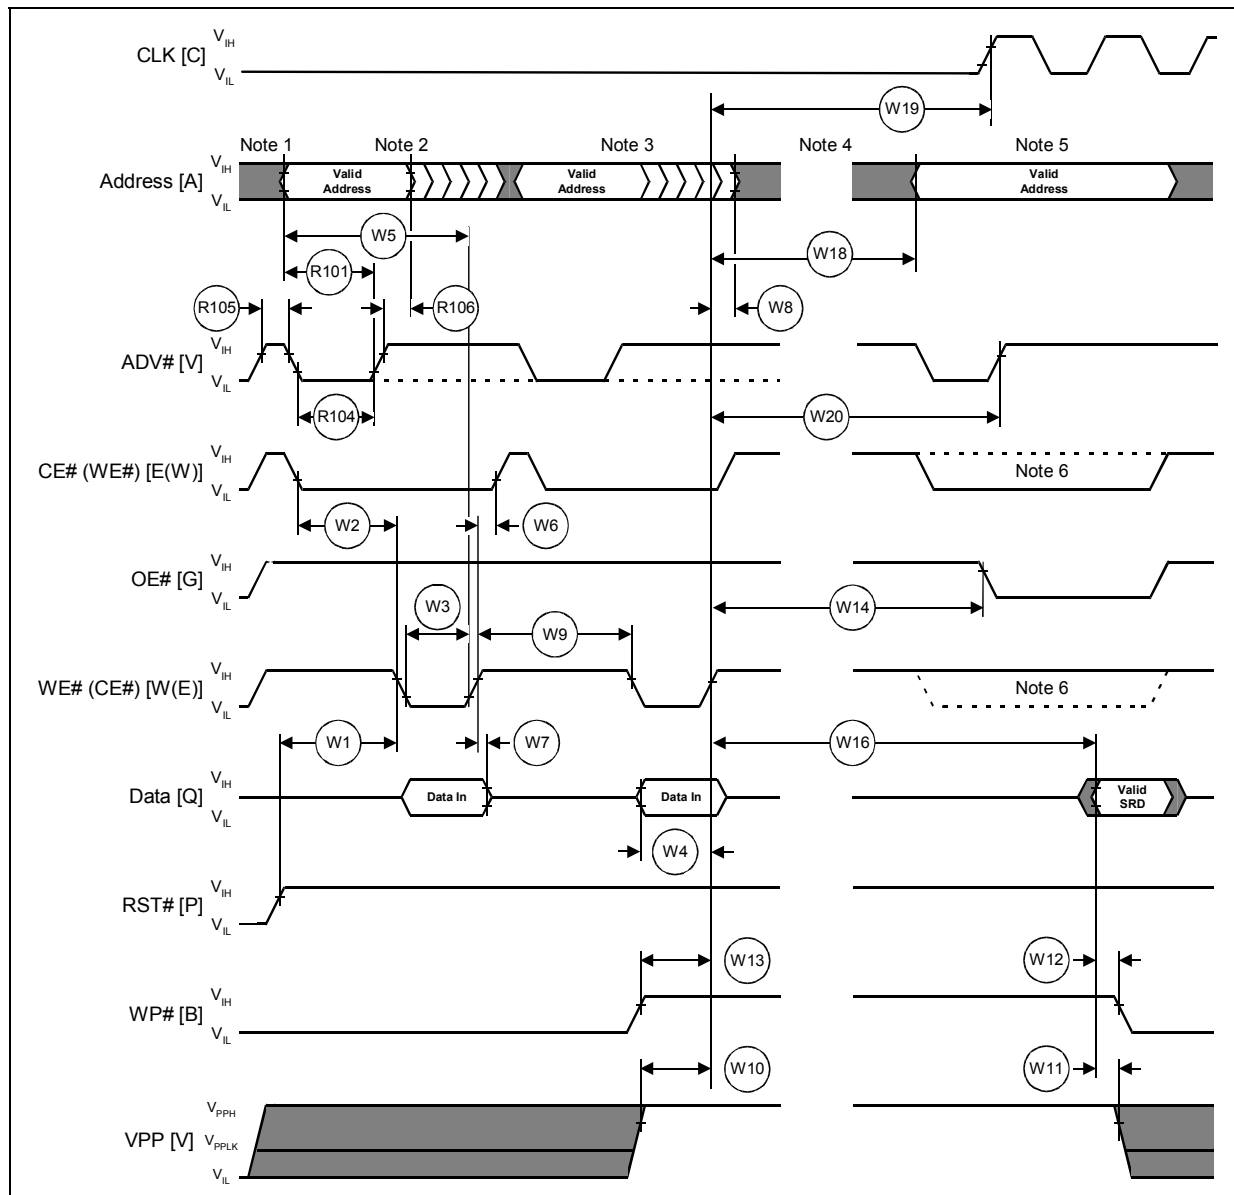 CLK [C]
VIH
VIL
W19
Note 1
Note 2
Note 3
Note 4
Note 5
Address [A]
VIH
VIL
Valid
Address
Valid
Address
Valid
Address
W5
W18
R101
R105
R106
W8
ADV# [V]
VIH
VIL
R104
W20
CE# (WE#) [E(W)]
VIH
VIL
Note 6
W2
W6
OE# [G]
VIH
VIL
W3
W14
W9
WE# (CE#) [W(E)]
VIH
VIL
Note 6
W1
W7
W16
Data [Q]
VIH
VIL
Data In
Data In
Valid
SRD
W4
RST# [P]
VIH
VIL
W13
W12
WP# [B]
VIH
VIL
W10
W11
VPP [V]
VPPH
VPPLK
VIL